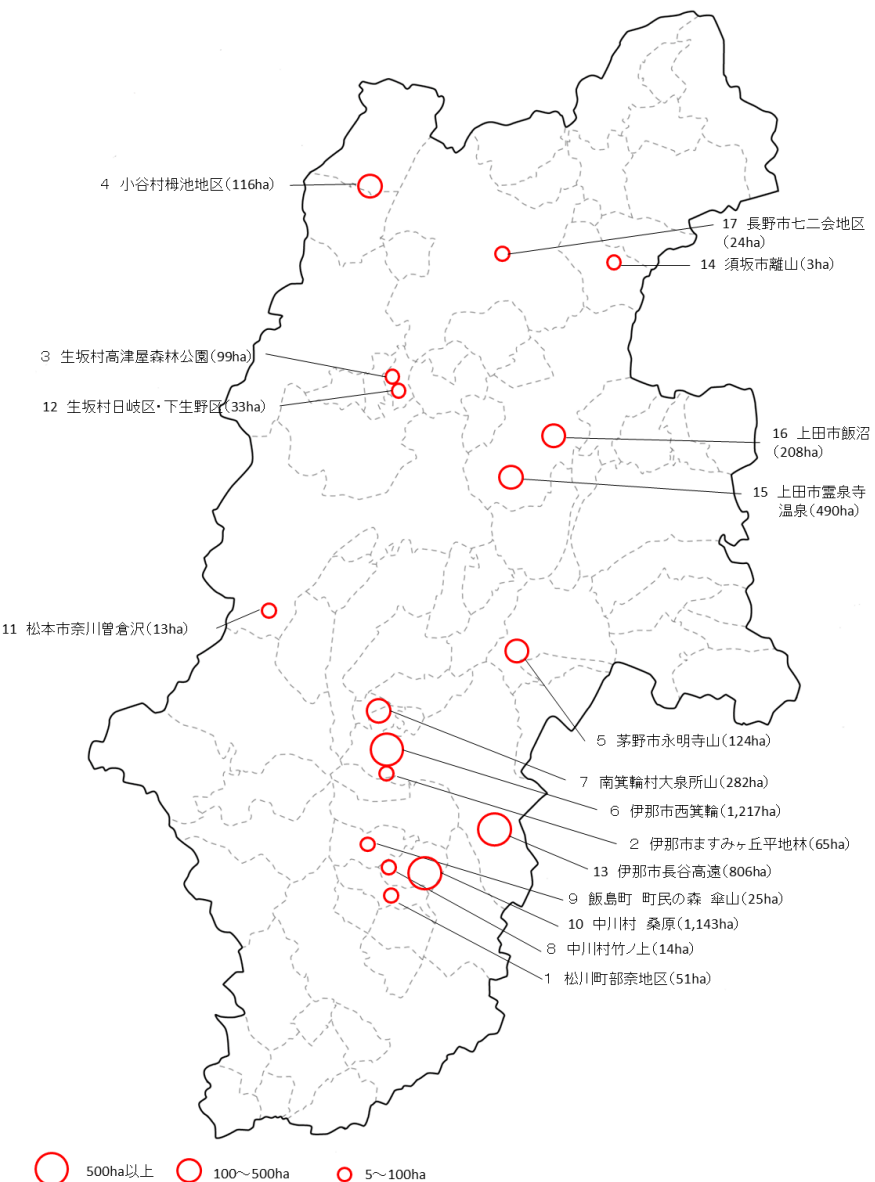 4 小谷村栂池地区(116ha)
17 長野市七二会地区
(24ha)
14 須坂市離山(3ha)
3 生坂村高津屋森林公園(99ha)
12 生坂村日岐区・下生野区(33ha)
16 上田市飯沼
(208ha)
15 上田市霊泉寺
温泉(490ha)
11 松本市奈川曽倉沢(13ha)
5 茅野市永明寺山(124ha)
7 南箕輪村大泉所山(282ha)
6 伊那市西箕輪(1,217ha)
2 伊那市ますみヶ丘平地林(65ha)
13 伊那市長谷高遠(806ha)
9 飯島町 町民の森 傘山(25ha)
10 中川村 桑原(1,143ha)
8 中川村竹ノ上(14ha)
1 松川町部奈地区(51ha)
500ha以上 100～500ha 5～100ha